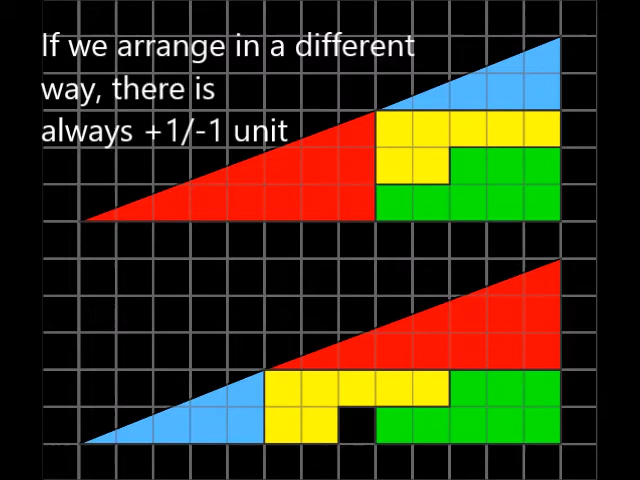 If we arrange in a different
way, there is
always +1/-1 unit